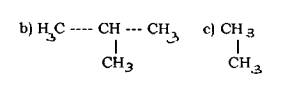 b) H₃C ---- CH --- CH₃ c) CH₃
CH₃ CH₃